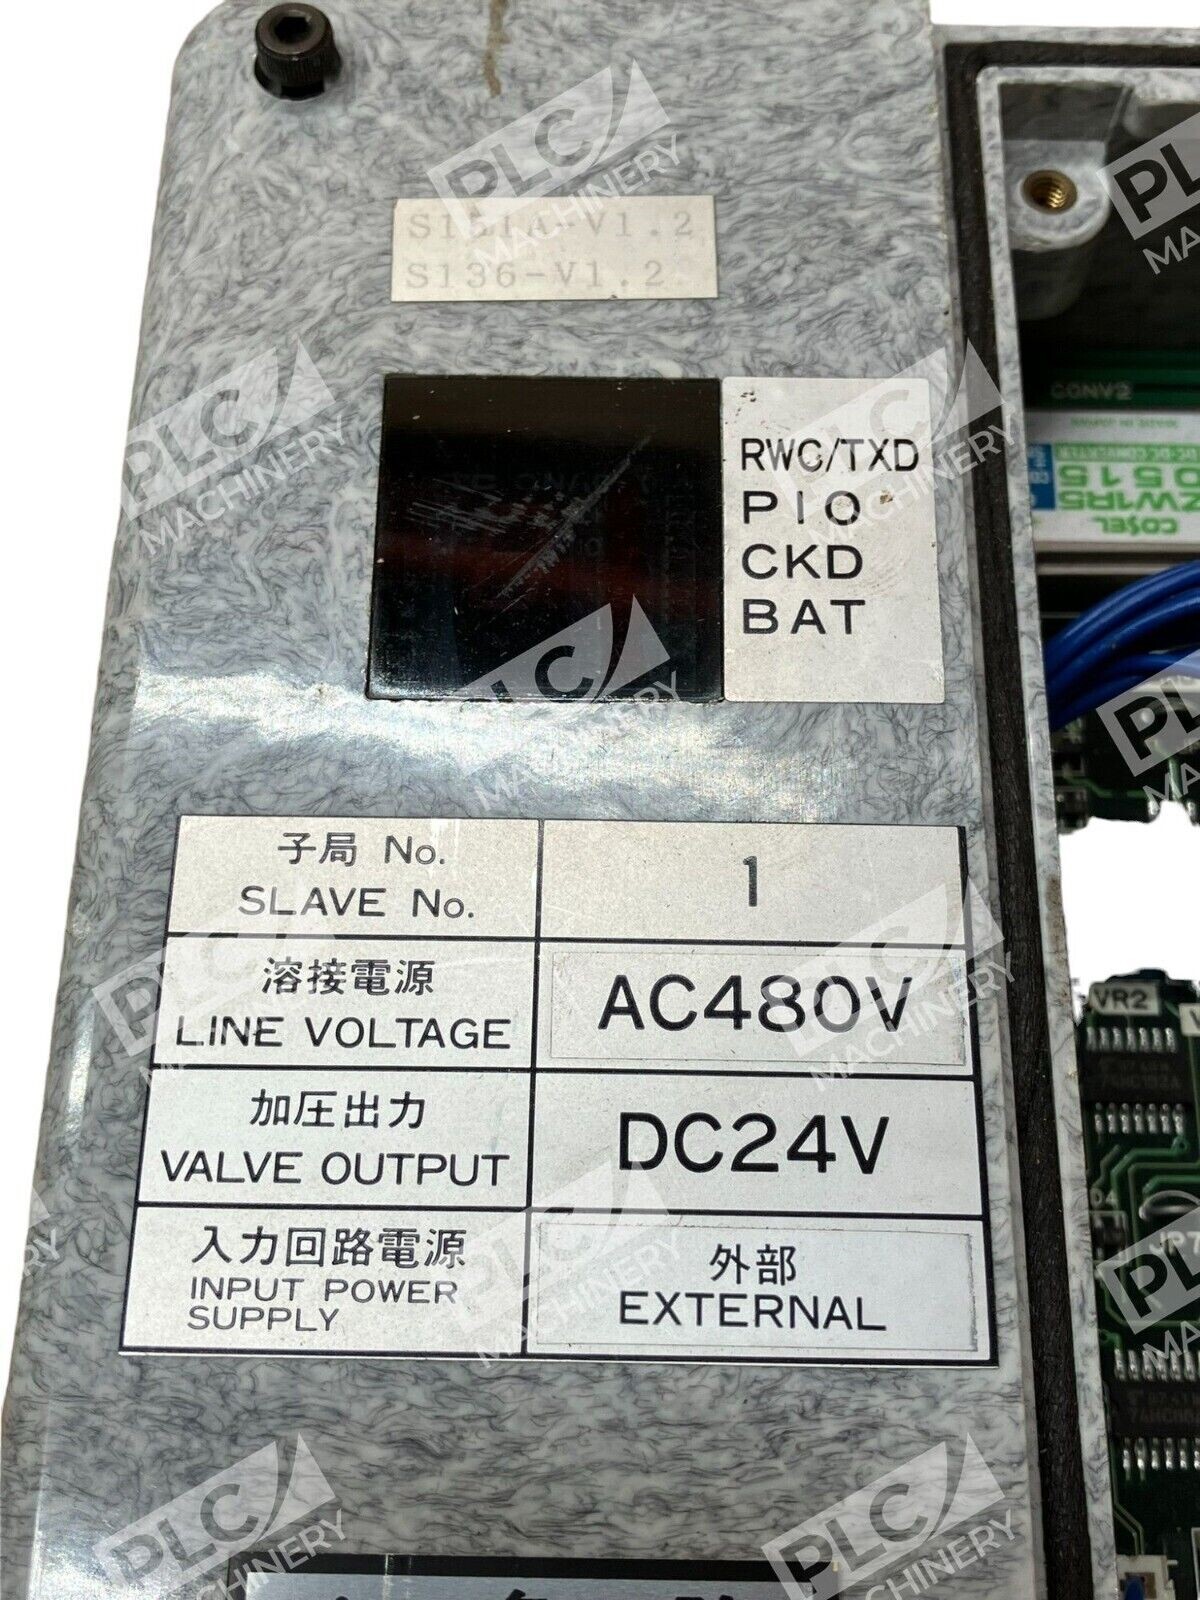 S151A-V1.2
S136-V1.2
RWC/TXD
PIO
CKD
BAT
CONV2
ZW1R5
0515
COSEL
子局 No.
SLAVE No.
1
溶接電源
LINE VOLTAGE
AC480V
加圧出力
VALVE OUTPUT
DC24V
入力回路電源
INPUT POWER
SUPPLY
外部
EXTERNAL
VR2
PLC
MACHINERY